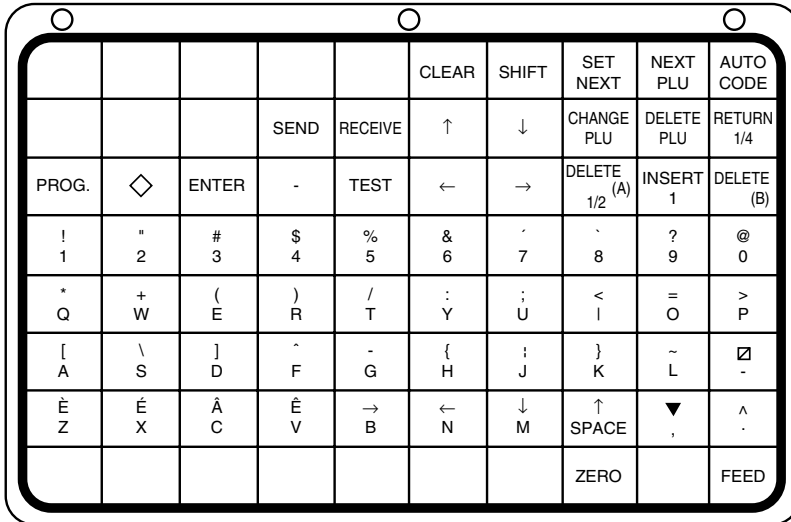 CLEAR SHIFT SET NEXT NEXT PLU AUTO CODE
SEND RECEIVE ↑ ↓ CHANGE PLU DELETE PLU RETURN 1/4
PROG. ◇ ENTER - TEST ← → DELETE (A) 1/2 INSERT 1 DELETE (B)
! " # $ % & ´ ` ? @
1 2 3 4 5 6 7 8 9 0
* + ( ) / : ; < = >
Q W E R T Y U I O P
[ \ ] ˆ - { ¦ } ~ ⍁
A S D F G H J K L -
È É Â Ê → ← ↓ ↑ ▼ ʌ
Z X C V B N M SPACE , .
ZERO FEED